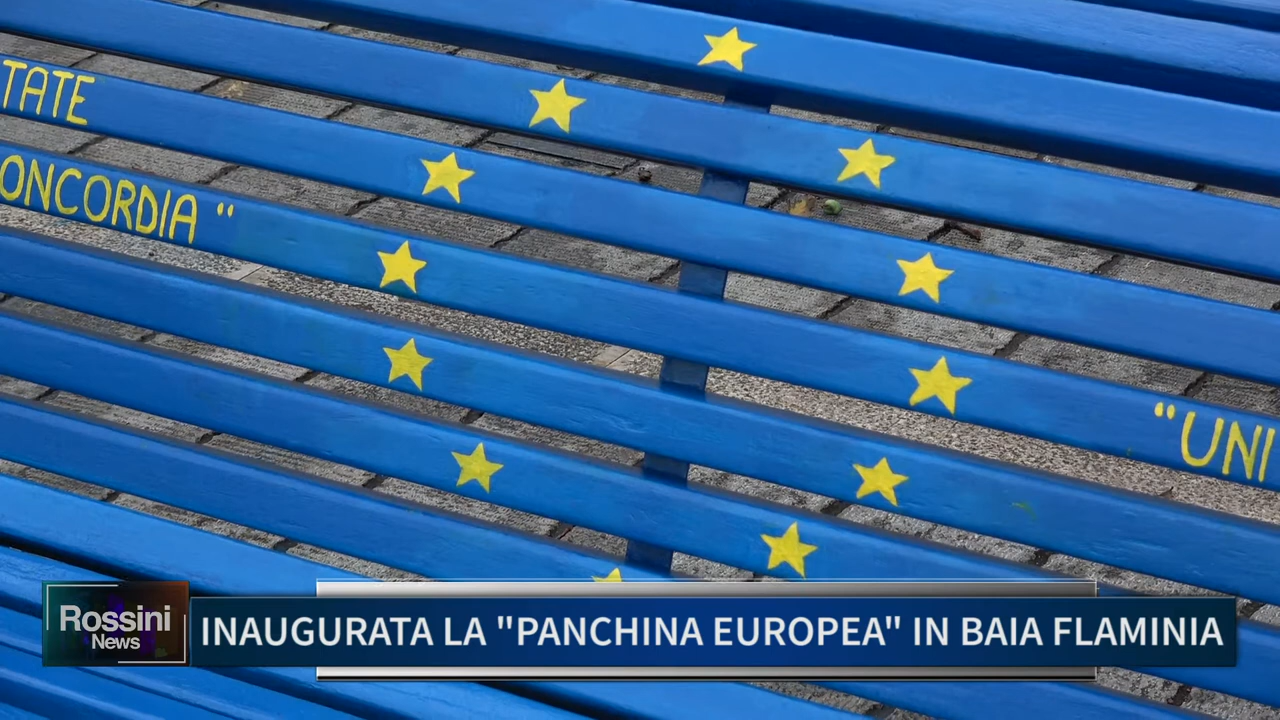 TATE
ONCORDIA "
"UNI
Rossini
News
INAUGURATA LA "PANCHINA EUROPEA" IN BAIA FLAMINIA